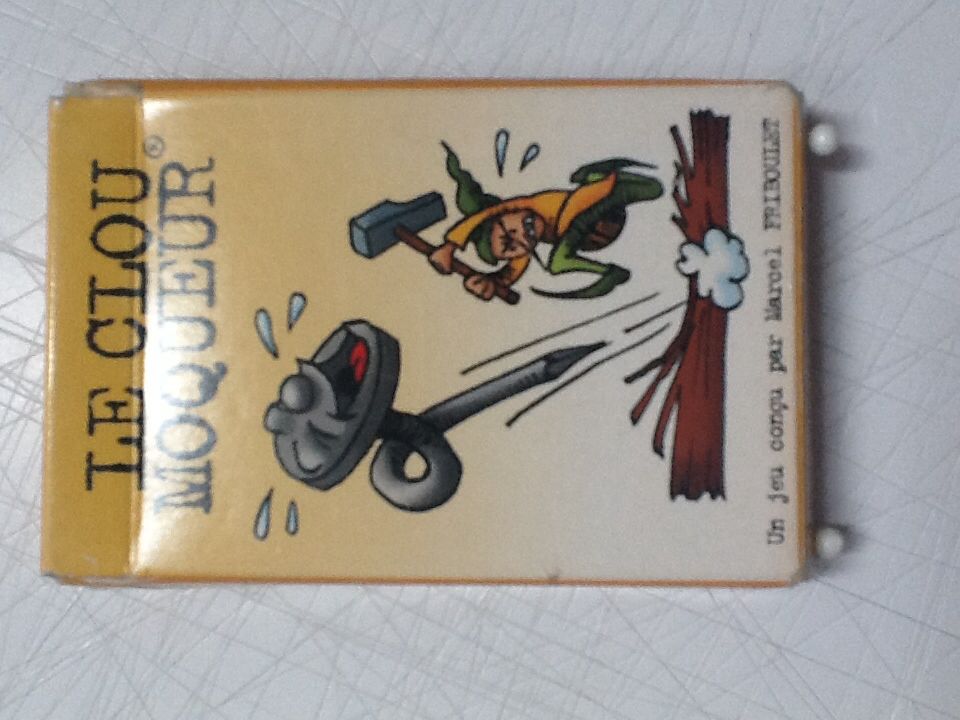 LE CLOU
MOQUEUR®
Un jeu conçu par Marcel FRIBOULET